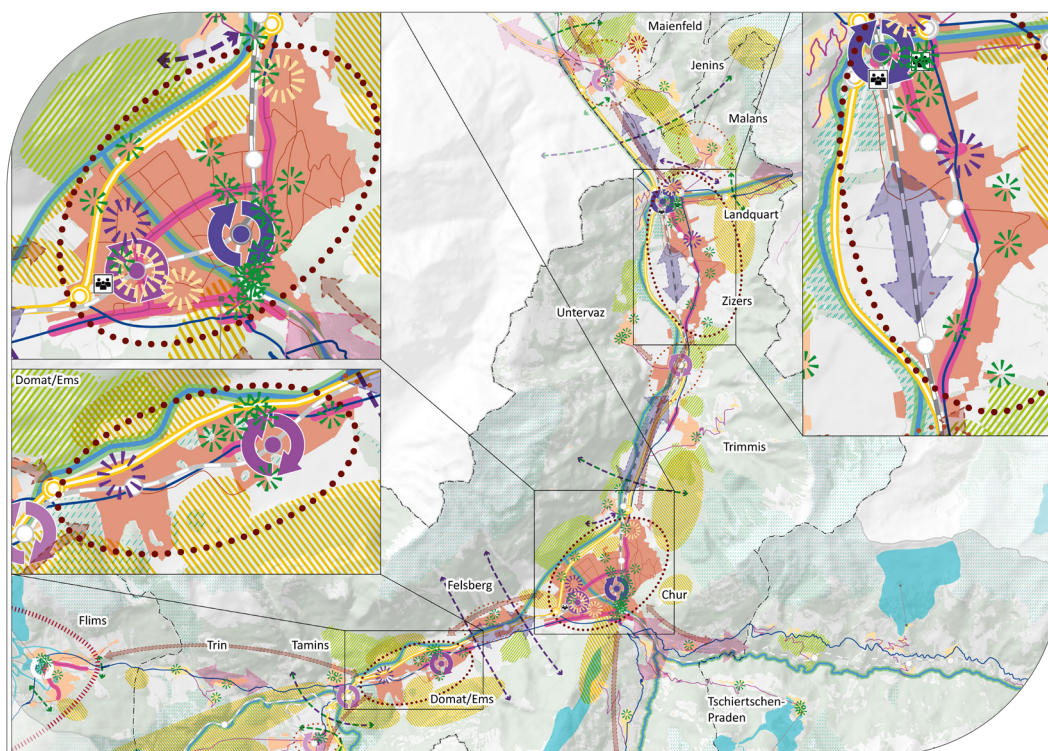 Maienfeld
Jenins
Malans
Landquart
Zizers
Untervaz
Trimmis
Domat/Ems
Felsberg
Chur
Flims
Trin
Tamins
Domat/Ems
Tschiertschen-
Praden